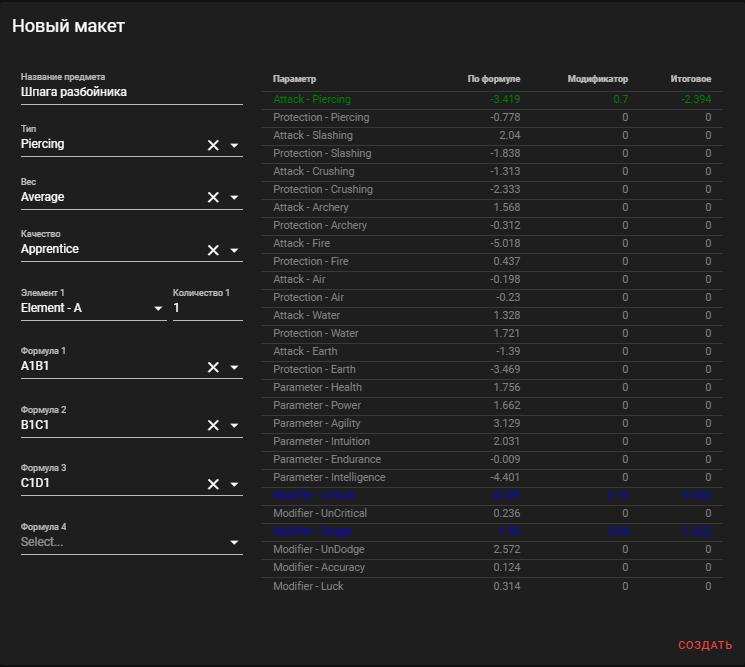 Новый макет
Название предмета
Шпага разбойника
Тип
Piercing
Вес
Average
Качество
Apprentice
Элемент 1 Количество 1
Element - A 1
Формула 1
A1B1
Формула 2
B1C1
Формула 3
C1D1
Формула 4
Select...
Параметр По формуле Модификатор Итоговое
Attack - Piercing -3.419 0.7 -2.394
Protection - Piercing -0.778 0 0
Attack - Slashing 2.04 0 0
Protection - Slashing -1.838 0 0
Attack - Crushing -1.313 0 0
Protection - Crushing -2.333 0 0
Attack - Archery 1.568 0 0
Protection - Archery -0.312 0 0
Attack - Fire -5.018 0 0
Protection - Fire 0.437 0 0
Attack - Air -0.198 0 0
Protection - Air -0.23 0 0
Attack - Water 1.328 0 0
Protection - Water 1.721 0 0
Attack - Earth -1.39 0 0
Protection - Earth -3.469 0 0
Parameter - Health 1.756 0 0
Parameter - Power 1.662 0 0
Parameter - Agility 3.129 0 0
Parameter - Intuition 2.031 0 0
Parameter - Endurance -0.009 0 0
Parameter - Intelligence -4.401 0 0
Modifier - Critical
Modifier - UnCritical 0.236 0 0
Modifier - Dodge
Modifier - UnDodge 2.572 0 0
Modifier - Accuracy 0.124 0 0
Modifier - Luck 0.314 0 0
СОЗДАТЬ